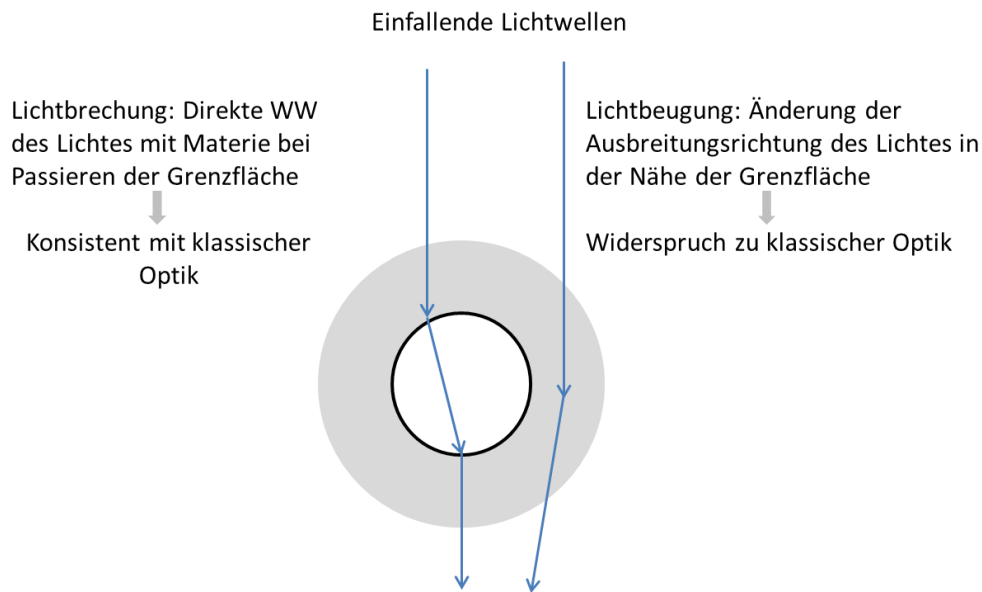 Einfallende Lichtwellen
Lichtbrechung: Direkte WW
des Lichtes mit Materie bei
Passieren der Grenzfläche
Konsistent mit klassischer
Optik
Lichtbeugung: Änderung der
Ausbreitungsrichtung des Lichtes in
der Nähe der Grenzfläche
Widerspruch zu klassischer Optik